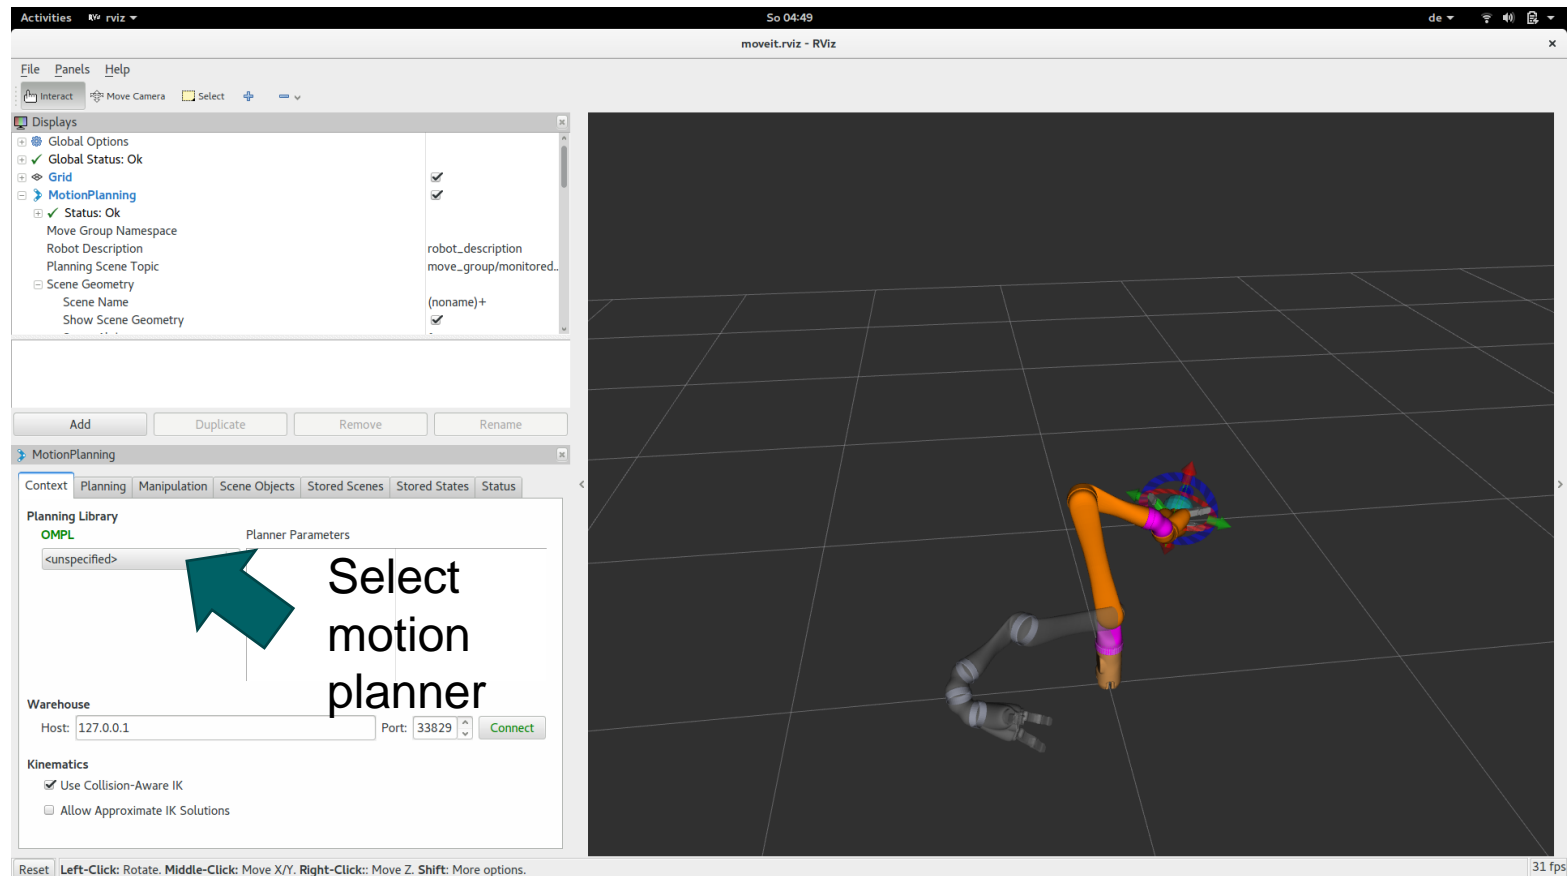 Activities RViz rviz
So 04:49
de
moveit.rviz - RViz
File Panels Help
Interact Move Camera Select
Displays
Global Options
Global Status: Ok
Grid
MotionPlanning
Status: Ok
Move Group Namespace
Robot Description robot_description
Planning Scene Topic move_group/monitored..
Scene Geometry
Scene Name (noname)+
Show Scene Geometry
Add Duplicate Remove Rename
MotionPlanning
Context Planning Manipulation Scene Objects Stored Scenes Stored States Status
Planning Library
OMPL Planner Parameters
<unspecified>
Select
motion
planner
Warehouse
Host: 127.0.0.1 Port: 33829 Connect
Kinematics
Use Collision-Aware IK
Allow Approximate IK Solutions
Reset Left-Click: Rotate. Middle-Click: Move X/Y. Right-Click:: Move Z. Shift: More options.
31 fps